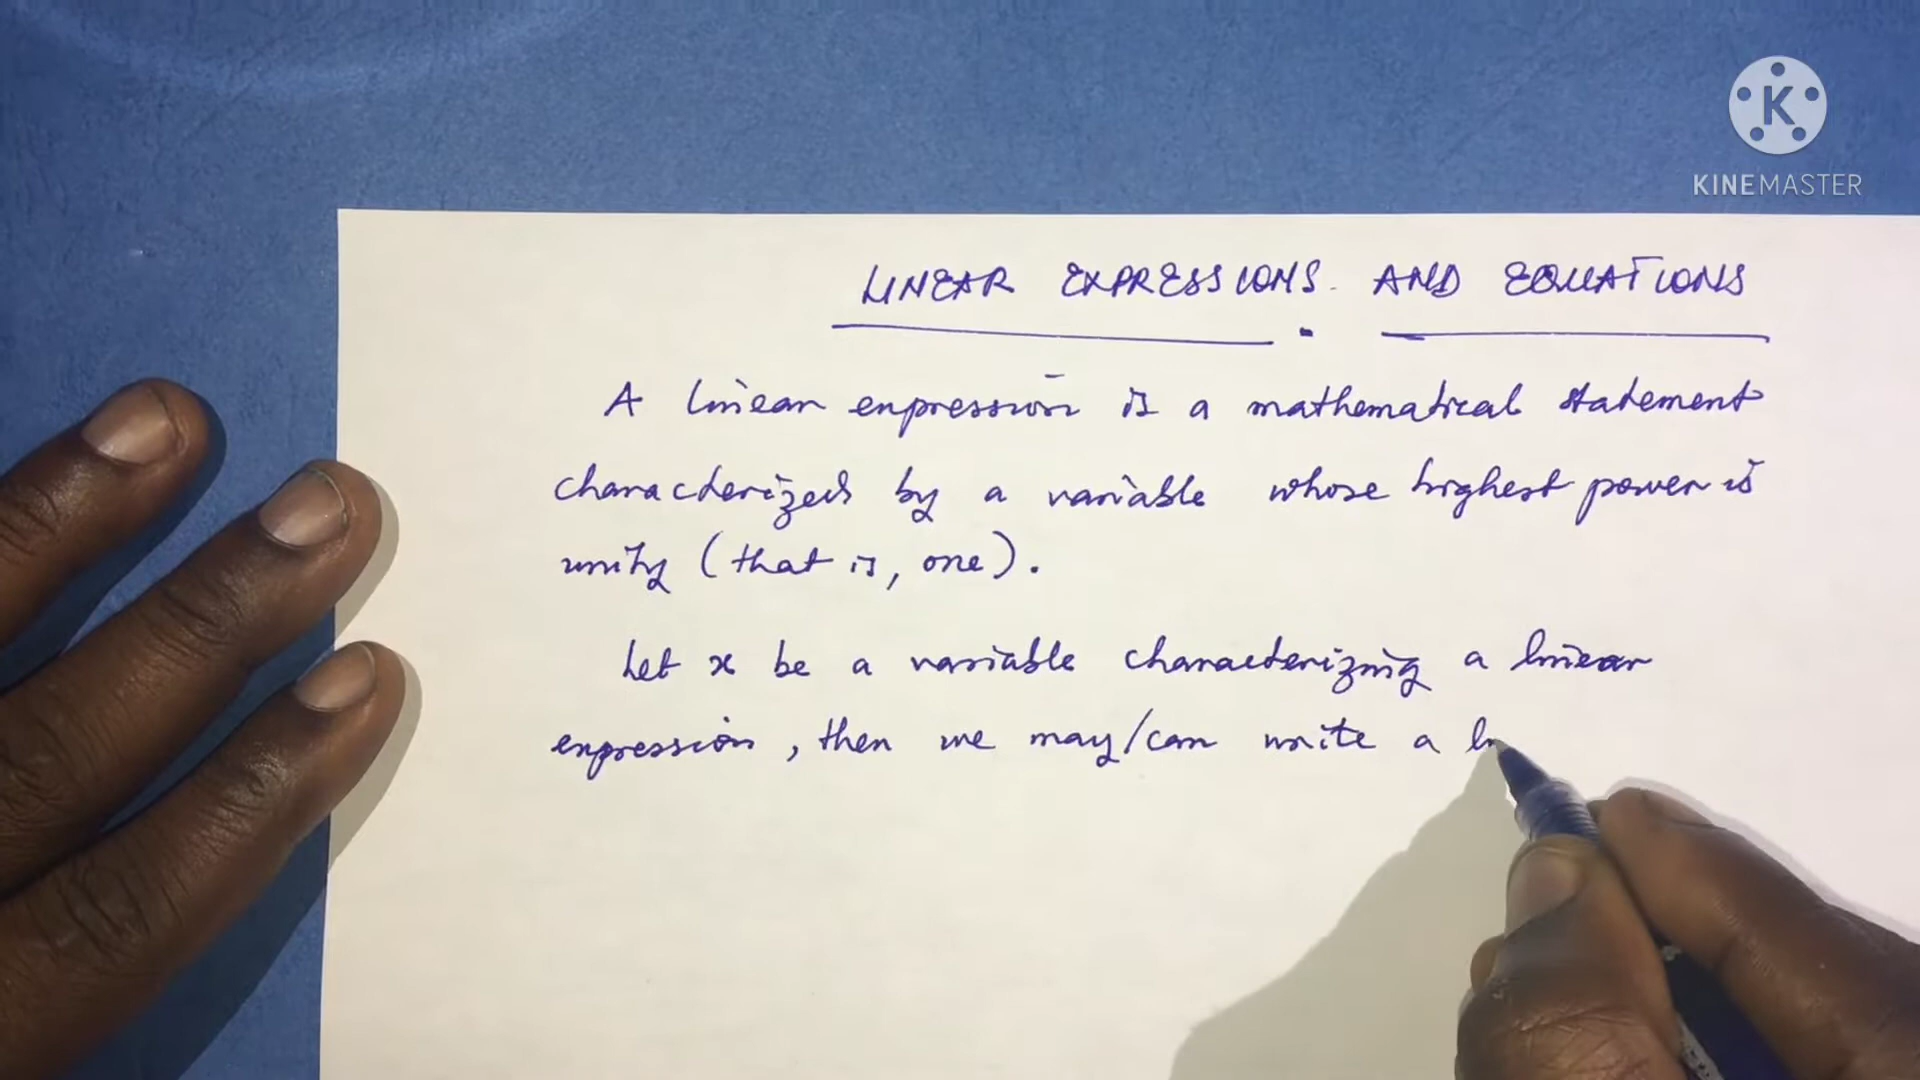 KINEMASTER
LINEAR EXPRESSIONS. AND EQUATIONS
A linear expression is a mathematical statement
characterized by a variable whose highest power is
unity (that is, one).
Let x be a variable characterizing a linear
expression, then we may/can write a